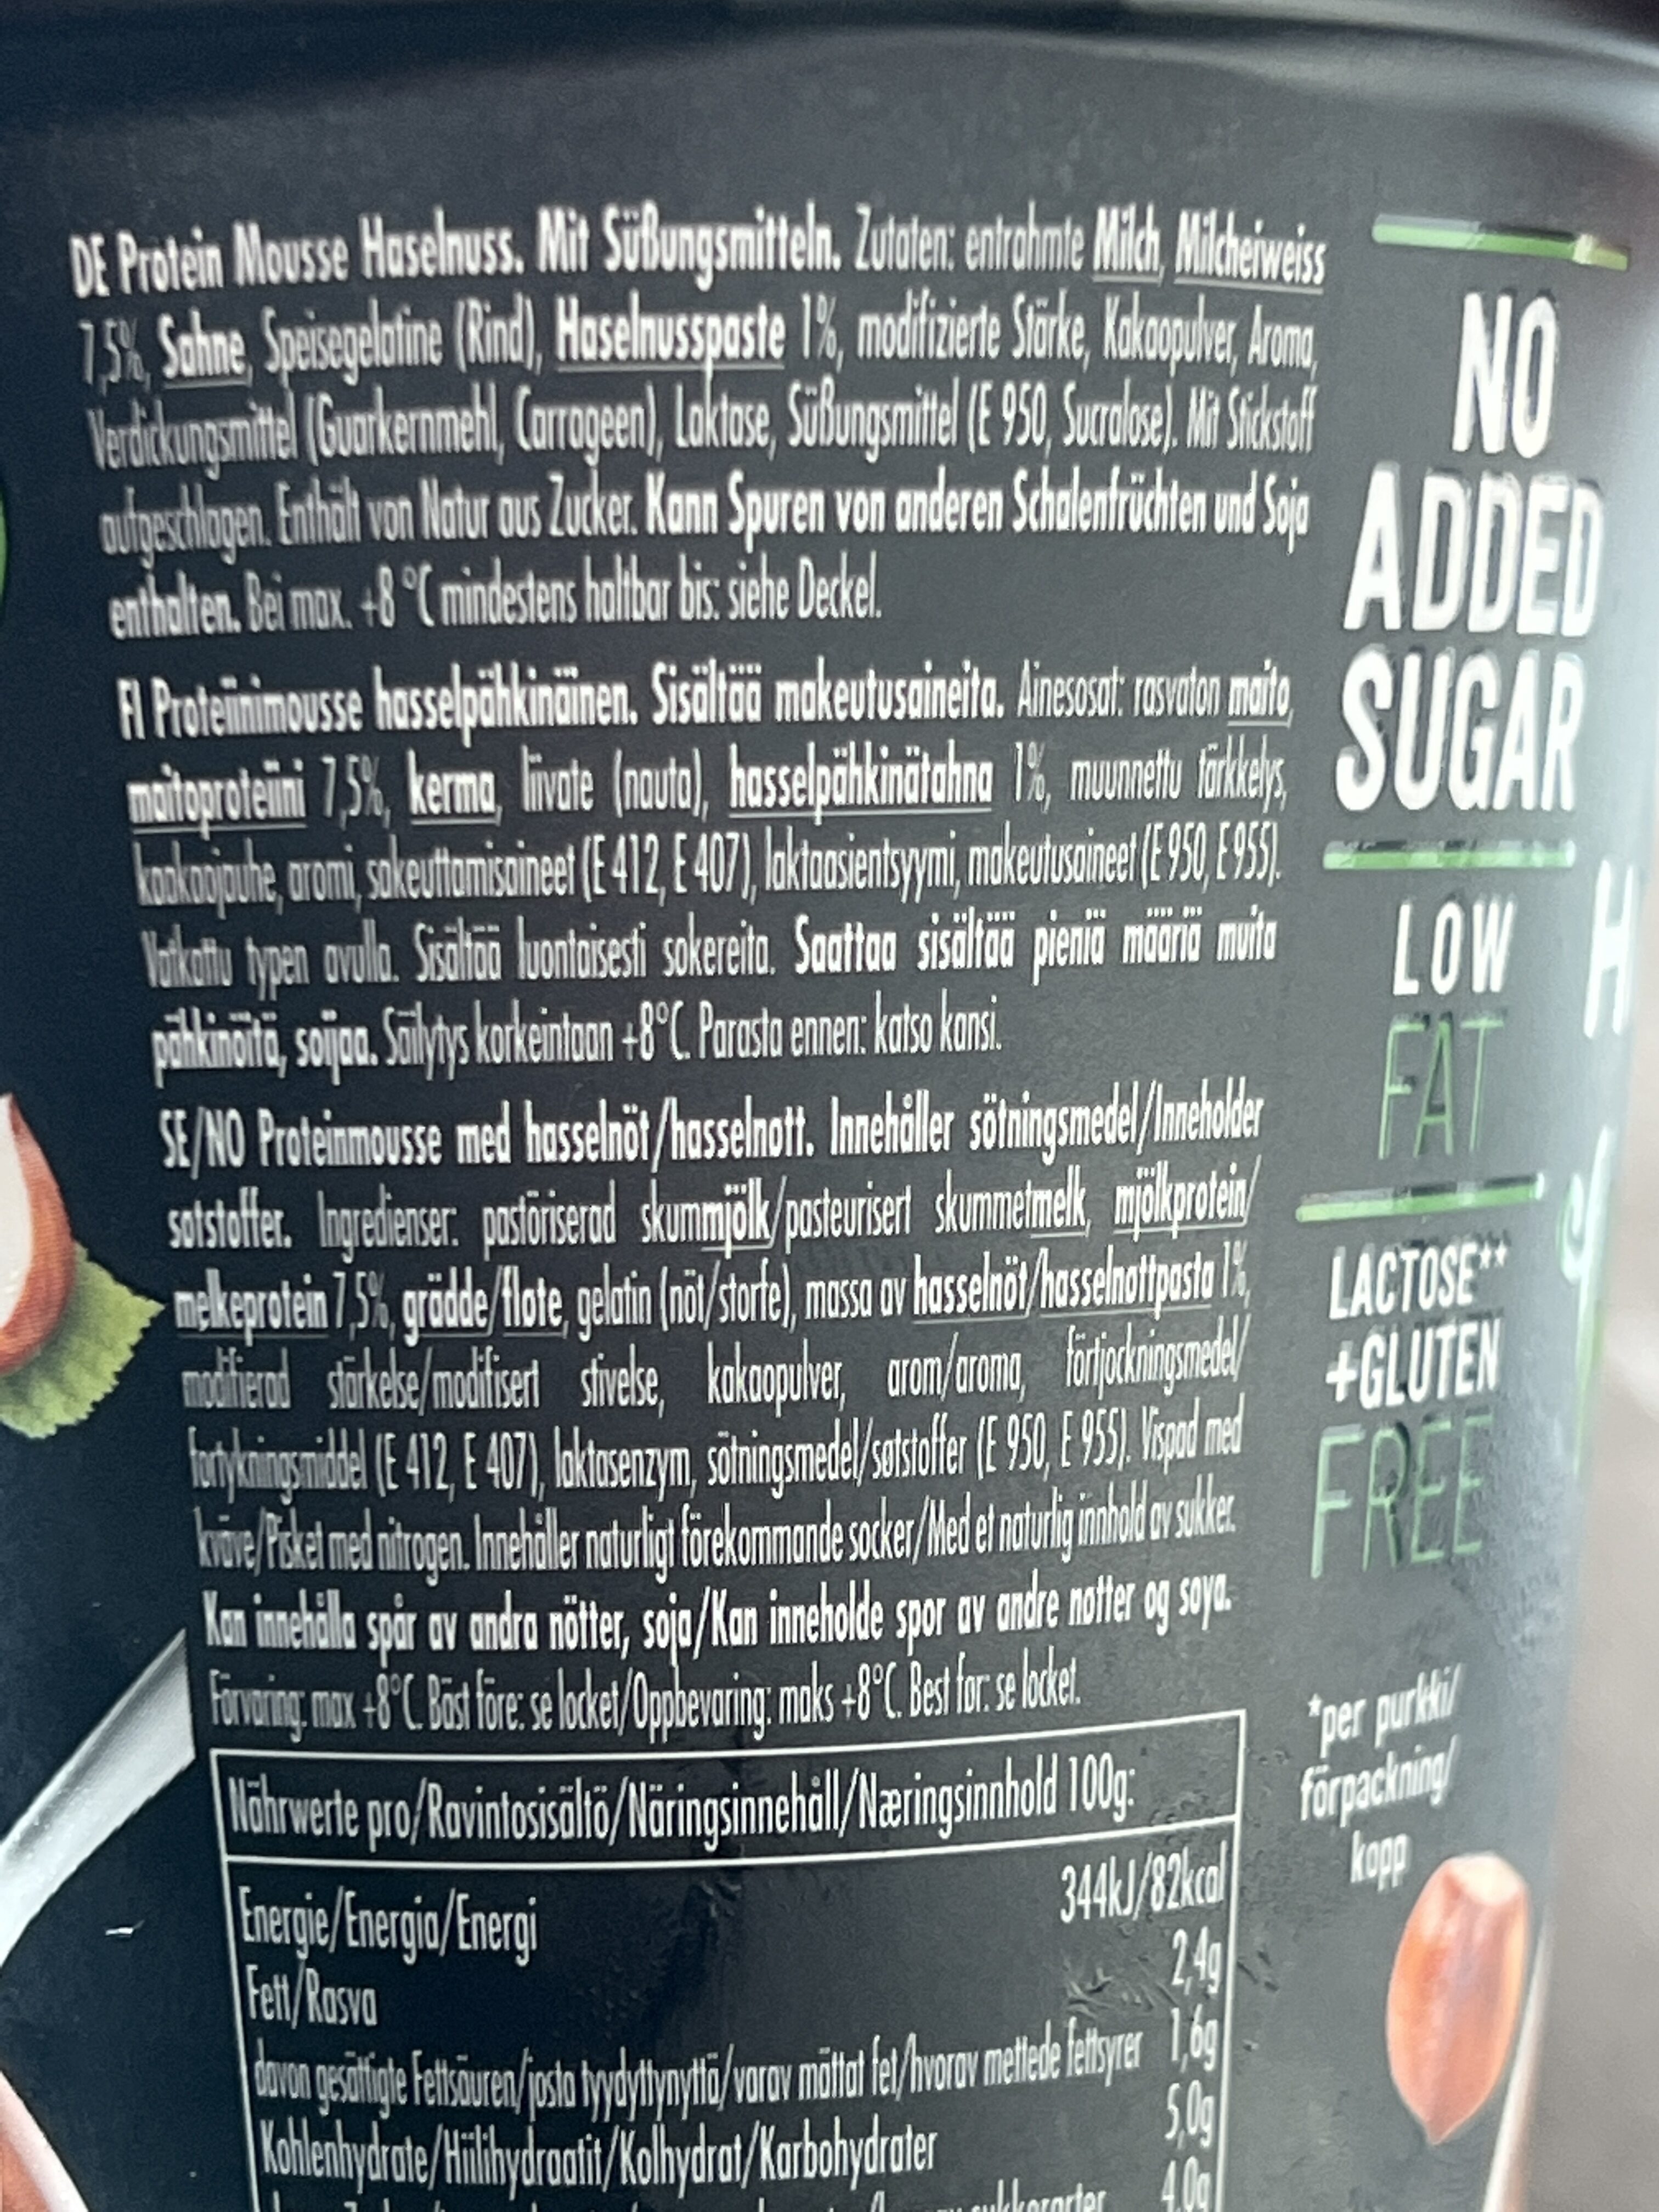 DE Protein Mousse Haselnuss. Mit Süßungsmitteln. Zutaten: entrahmte Milch, Milcheiweiss
7,5%, Sahne, Speisegelatine (Rind), Haselnusspaste 1%, modifizierte Stärke, Kakaopulver, Aroma,
Verdickungsmittel (Guarkernmehl, Carrageen), Laktase, Süßungsmittel (E 950, Sucralose). Mit Stickstoff
aufgeschlagen. Enthält von Natur aus Zucker. Kann Spuren von anderen Schalenfrüchten und Soja
enthalten. Bei max. +8 °C mindestens haltbar bis: siehe Deckel.
FI Proteiinimousse hasselpähkinäinen. Sisältää makeutusaineita. Ainesosat: rasvaton maito,
maitoproteiini 7,5%, kerma, liivate (nauta), hasselpähkinätahna 1%, muunnettu tärkkelys,
kaakaojauhe, aromi, sakeuttamisaineet (E 412, E 407), laktaasientsyymi, makeutusaineet (E 950, E 955).
Vatkattu typen avulla. Sisältää luontaisesti sokereita. Saattaa sisältää pieniä määriä muita
pähkinöitä, soijaa. Säilytys korkeintaan +8°C. Parasta ennen: katso kansi.
SE/NO Proteinmousse med hasselnöt/hasselnøtt. Innehåller sötningsmedel/Inneholder
søtstoffer. Ingredienser: pastöriserad skummjölk/pasteurisert skummetmelk, mjölkprotein/
melkeprotein 7,5%, grädde/fløte, gelatin (nöt/storfe), massa av hasselnöt/hasselnøttpasta 1%,
modifierad stärkelse/modifisert stivelse, kakaopulver, arom/aroma, förtjockningsmedel/
fortykningsmiddel (E 412, E 407), laktasenzym, sötningsmedel/søtstoffer (E 950, E 955). Vispad med
kväve/Pisket med nitrogen. Innehåller naturligt förekommande socker/Med et naturlig innhold av sukker.
Kan innehålla spår av andra nötter, soja/Kan inneholde spor av andre nøtter og soya.
Förvaring: max +8°C. Bäst före: se locket/Oppbevaring: maks +8°C. Best før: se lokket.
Nährwerte pro/Ravintosisältö/Näringsinnehåll/Næringsinnhold 100g:
Energie/Energia/Energi 344kJ/82kcal
Fett/Rasva 2,4g
davon gesättigte Fettsäuren/josta tyydyttynyttä/varav mättat fet/hvorav mettede fettsyrer 1,6g
Kohlenhydrate/Hiilihydraatit/Kolhydrat/Karbohydrater 5,0g
4,0g
NO
ADDED
SUGAR
LOW
FAT
LACTOSE**
+GLUTEN
FREE
*per purkki/
förpackning/
kopp